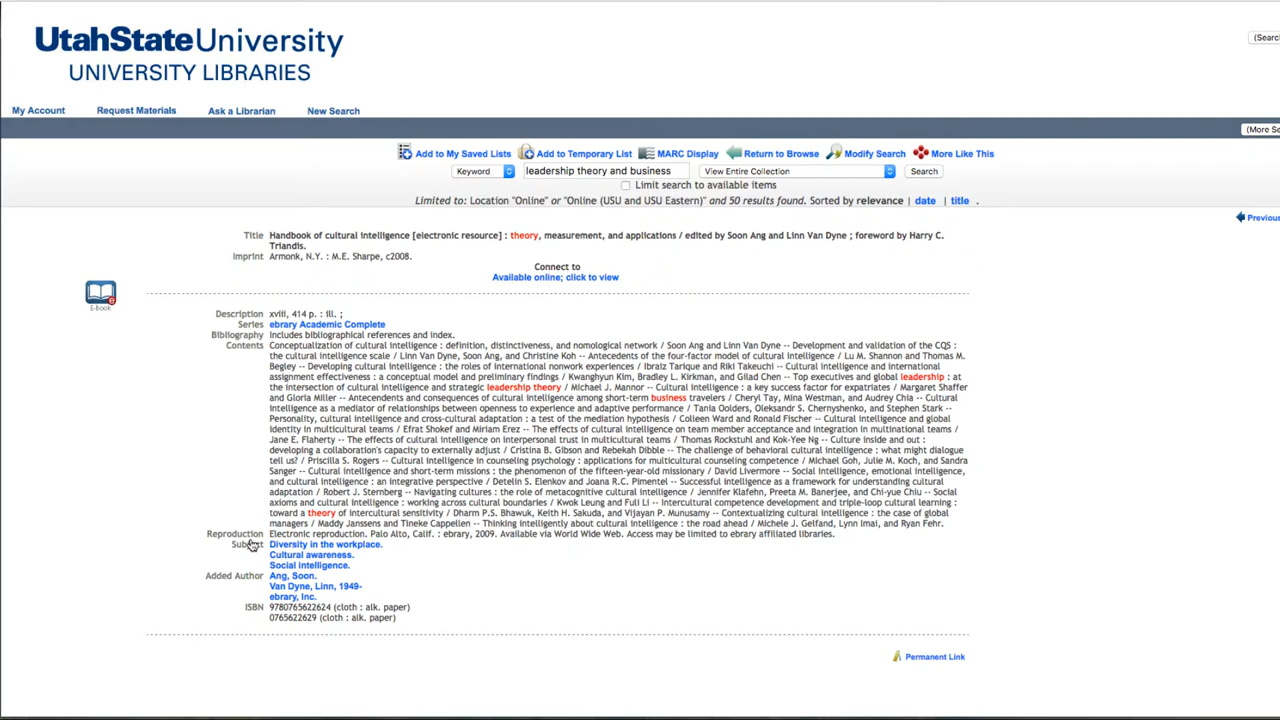 UtahStateUniversity
UNIVERSITY LIBRARIES
(Searc
My Account Request Materials Ask a Librarian New Search
(More Se
Add to My Saved Lists Add to Temporary List MARC Display Return to Browse Modify Search More Like This
Keyword leadership theory and business View Entire Collection Search
Limit search to available items
Limited to: Location "Online" or "Online (USU and USU Eastern)" and 50 results found. Sorted by relevance | date | title .
Previous
Title Handbook of cultural intelligence [electronic resource] : theory, measurement, and applications / edited by Soon Ang and Linn Van Dyne ; foreword by Harry C.
Triandis.
Imprint Armonk, N.Y. : M.E. Sharpe, c2008.
Connect to
Available online; click to view
E-Book
Description xviii, 414 p. : ill. ;
Series ebrary Academic Complete
Bibliography Includes bibliographical references and index.
Contents Conceptualization of cultural intelligence : definition, distinctiveness, and nomological network / Soon Ang and Linn Van Dyne -- Development and validation of the CQS :
the cultural intelligence scale / Linn Van Dyne, Soon Ang, and Christine Koh -- Antecedents of the four-factor model of cultural intelligence / Lu M. Shannon and Thomas M.
Begley -- Developing cultural intelligence : the roles of international nonwork experiences / Ibraiz Tarique and Riki Takeuchi -- Cultural intelligence and international
assignment effectiveness : a conceptual model and preliminary findings / Kwanghyun Kim, Bradley L. Kirkman, and Gilad Chen -- Top executives and global leadership : at
the intersection of cultural intelligence and strategic leadership theory / Michael J. Mannor -- Cultural Intelligence : a key success factor for expatriates / Margaret Shaffer
and Gloria Miller -- Antecendents and consequences of cultural intelligence among short-term business travelers / Cheryl Tay, Mina Westman, and Audrey Chia -- Cultural
intelligence as a mediator of relationships between openness to experience and adaptive performance / Tania Oolders, Oleksandr S. Chernyshenko, and Stephen Stark --
Personality, cultural intelligence and cross-cultural adaptation : a test of the mediation hypothesis / Colleen Ward and Ronald Fischer -- Cultural intelligence and global
identity in multicultural teams / Efrat Shokef and Miriam Erez -- The effects of cultural intelligence on team member acceptance and integration in multinational teams /
Jane E. Flaherty -- The effects of cultural intelligence on interpersonal trust in multicultural teams / Thomas Rockstuhl and Kok-Yee Ng -- Culture inside and out :
developing a collaboration's capacity to externally adjust / Cristina B. Gibson and Rebekah Dibble -- The challenge of behavioral cultural intelligence : what might dialogue
tell us? / Priscilla S. Rogers -- Cultural intelligence in counseling psychology : applications for multicultural counseling competence / Michael Goh, Julie M. Koch, and Sandra
Sanger -- Cultural intelligence and short-term missions : the phenomenon of the fifteen-year-old missionary / David Livermore -- Social intelligence, emotional intelligence,
and cultural intelligence : an integrative perspective / Detelin S. Elenkov and Joana R.C. Pimentel -- Successful intelligence as a framework for understanding cultural
adaptation / Robert J. Sternberg -- Navigating cultures : the role of metacognitive cultural intelligence / Jennifer Klafehn, Preeta M. Banerjee, and Chi-yue Chiu -- Social
axioms and cultural intelligence : working across cultural boundaries / Kwok Leung and Fuli Li -- Intercultural competence development and triple-loop cultural learning :
toward a theory of intercultural sensitivity / Dharm P.S. Bhawuk, Keith H. Sakuda, and Vijayan P. Munusamy -- Contextualizing cultural intelligence : the case of global
managers / Maddy Janssens and Tineke Cappellen -- Thinking intelligently about cultural intelligence : the road ahead / Michele J. Gelfand, Lynn Imai, and Ryan Fehr.
Reproduction Electronic reproduction. Palo Alto, Calif. : ebrary, 2009. Available via World Wide Web. Access may be limited to ebrary affiliated libraries.
Subject Diversity in the workplace.
Cultural awareness.
Social intelligence.
Added Author Ang, Soon.
Van Dyne, Linn, 1949-
ebrary, Inc.
ISBN 9780765622624 (cloth : alk. paper)
0765622629 (cloth : alk. paper)
Permanent Link